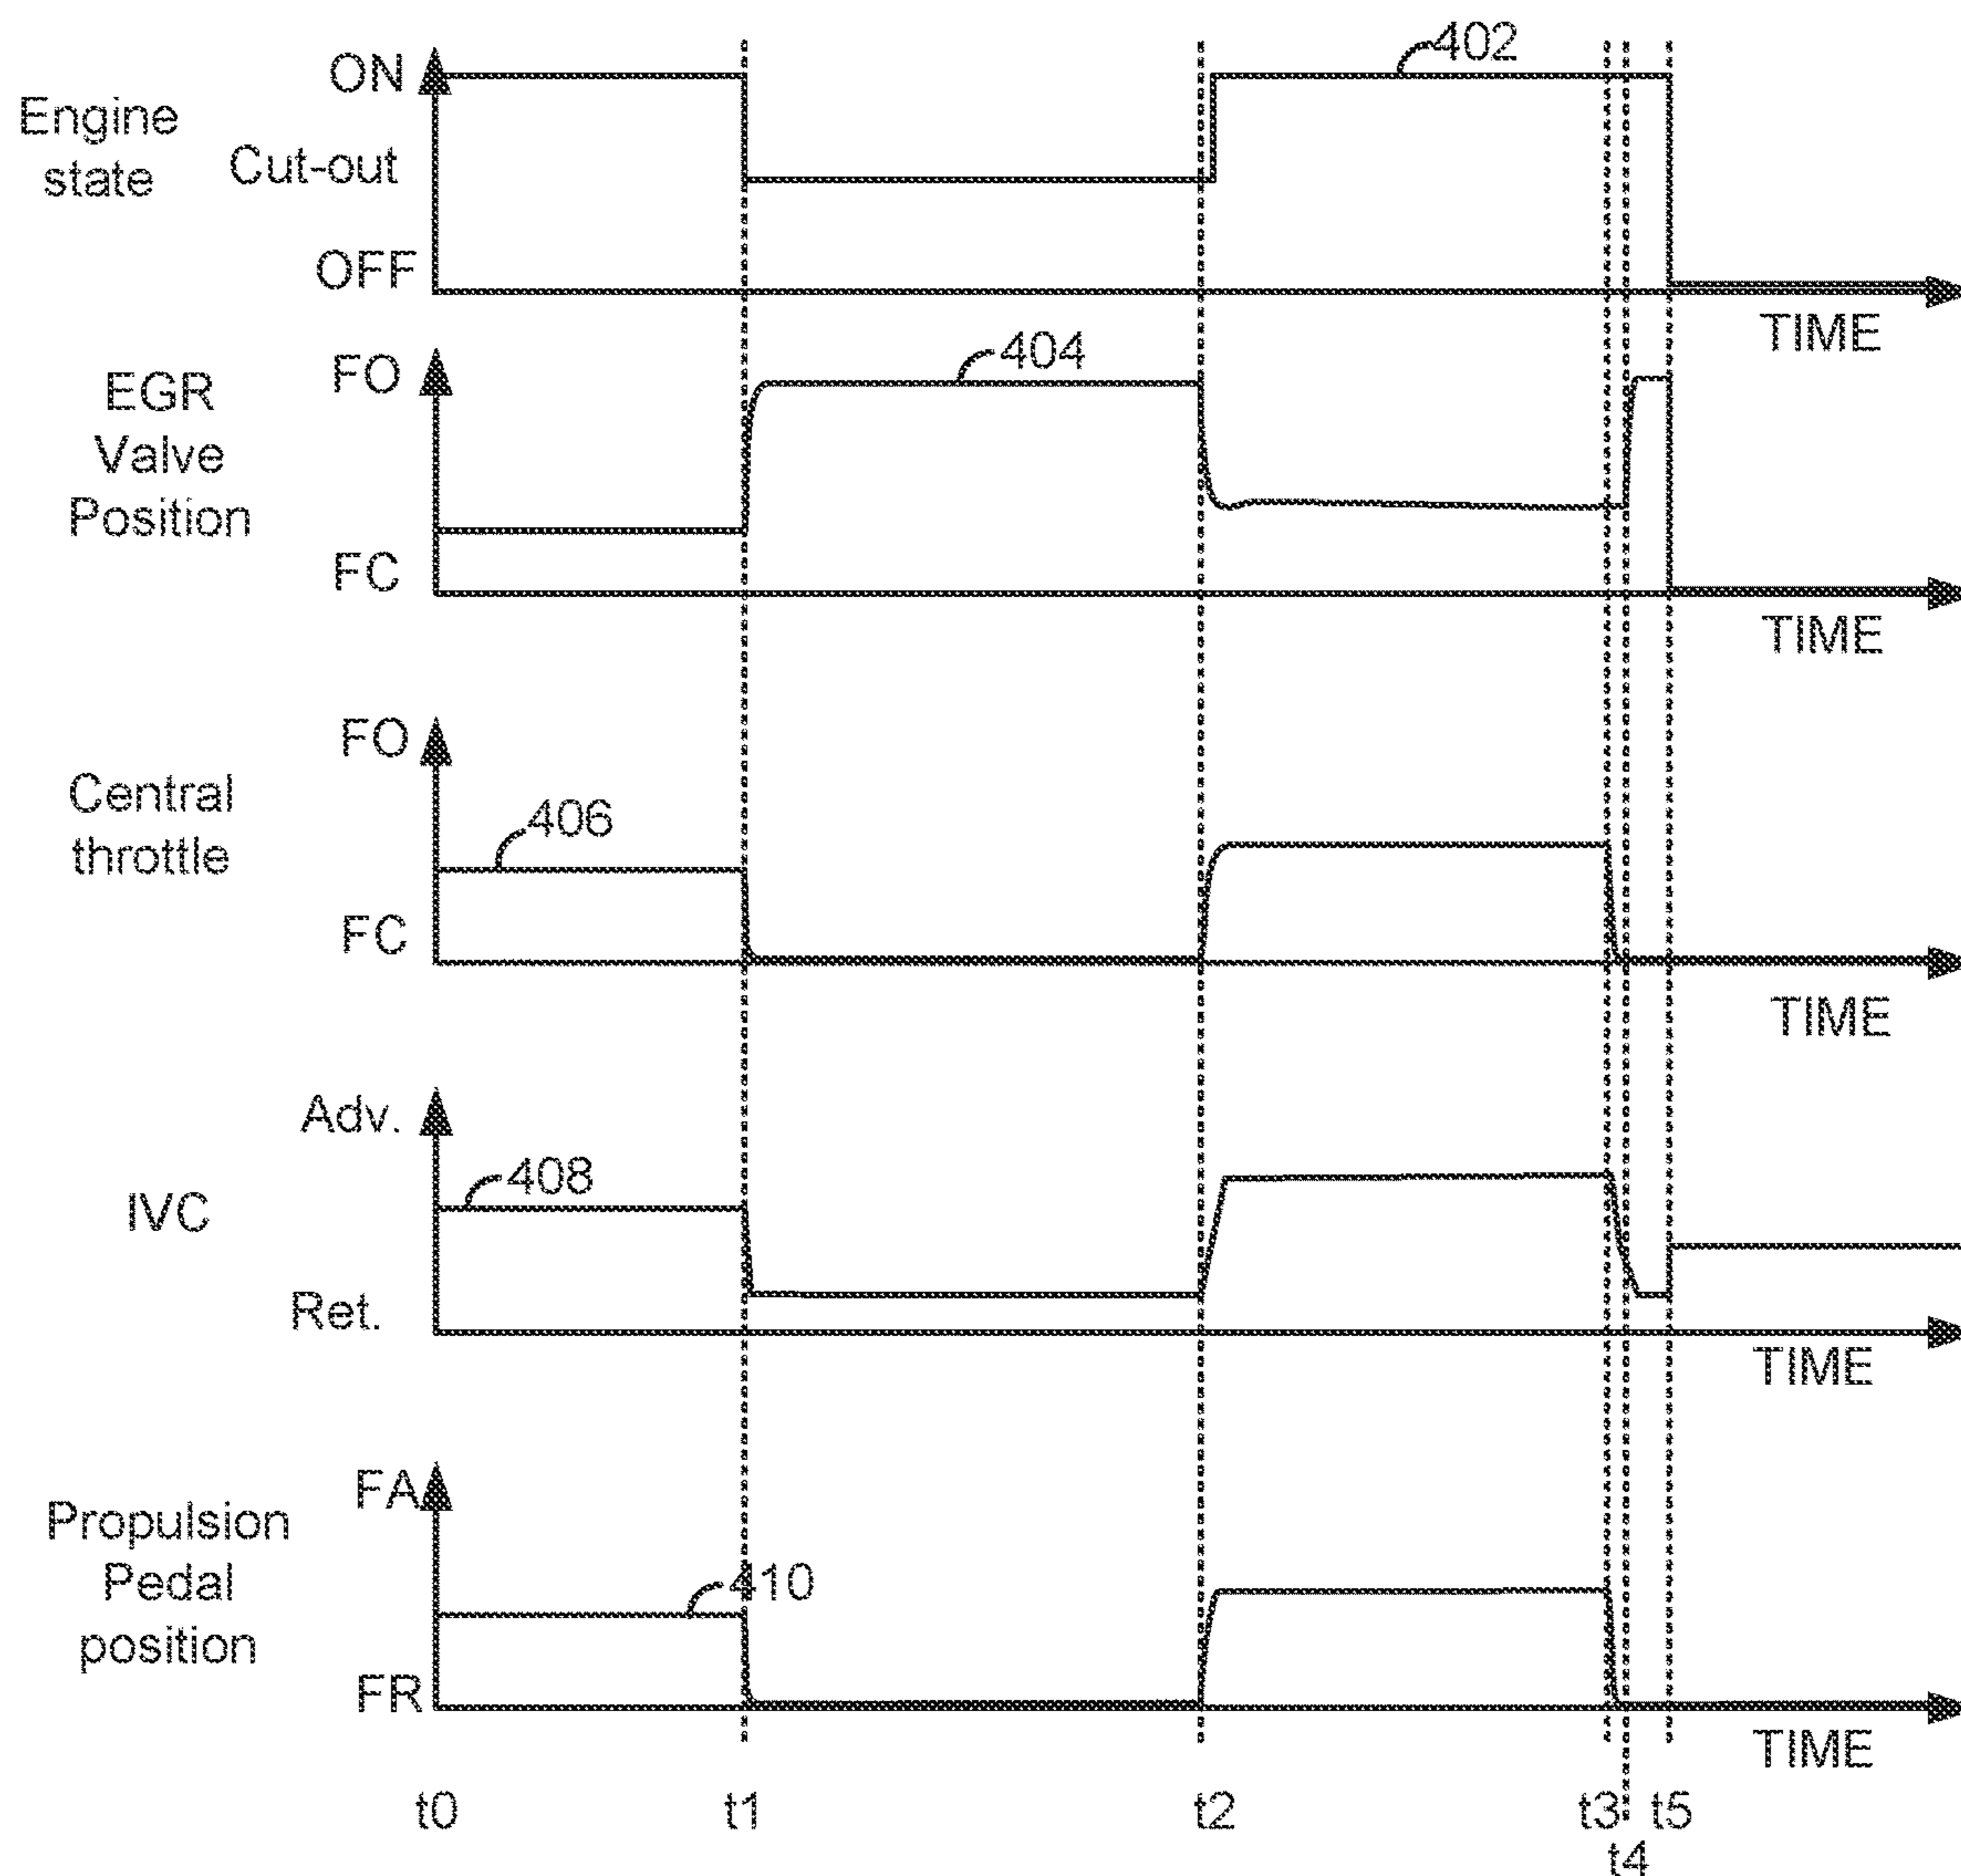 ON
402
Engine
state
Cut-out
OFF
TIME
FO
404
EGR
Valve
Position
FC
TIME
FO
Central
throttle
406
FC
TIME
Adv.
408
IVC
Ret.
TIME
FA
Propulsion
Pedal
position
410
FR
TIME
t0
t1
t2
t3
t5
t4